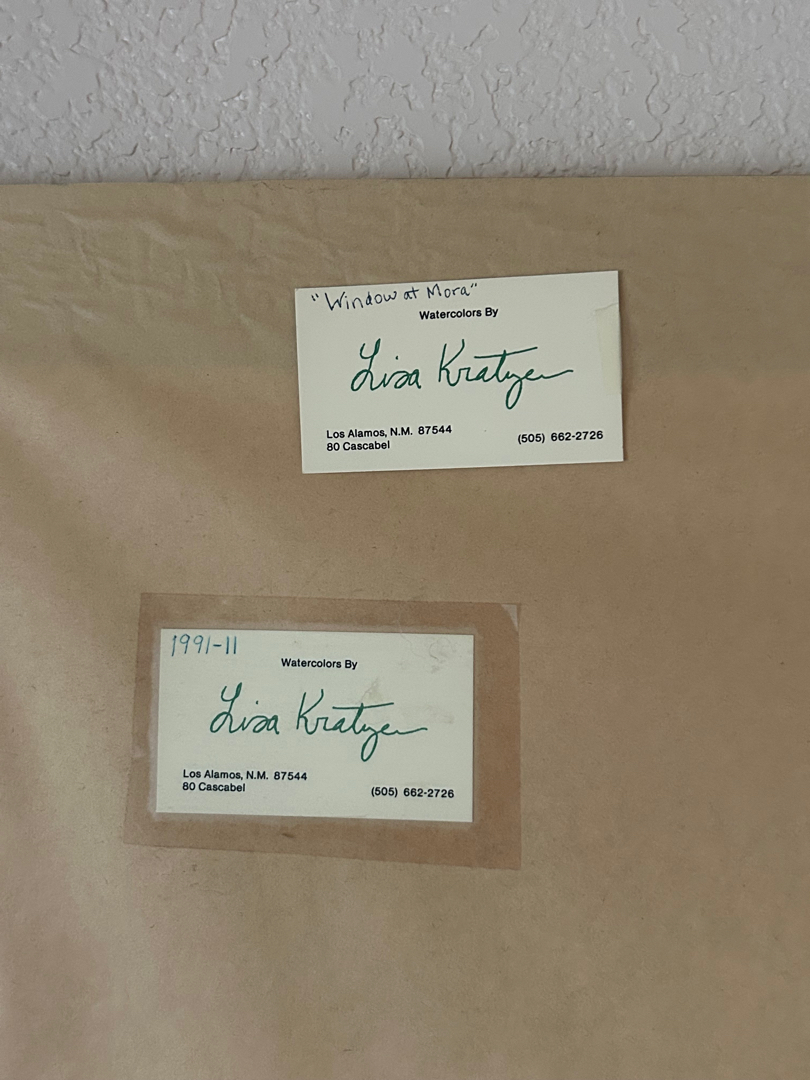 "Window at Mora"
Watercolors By
Lisa Kratzer
Los Alamos, N.M. 87544
80 Cascabel
(505) 662-2726
1991-11
Watercolors By
Lisa Kratzer
Los Alamos, N.M. 87544
80 Cascabel
(505) 662-2726